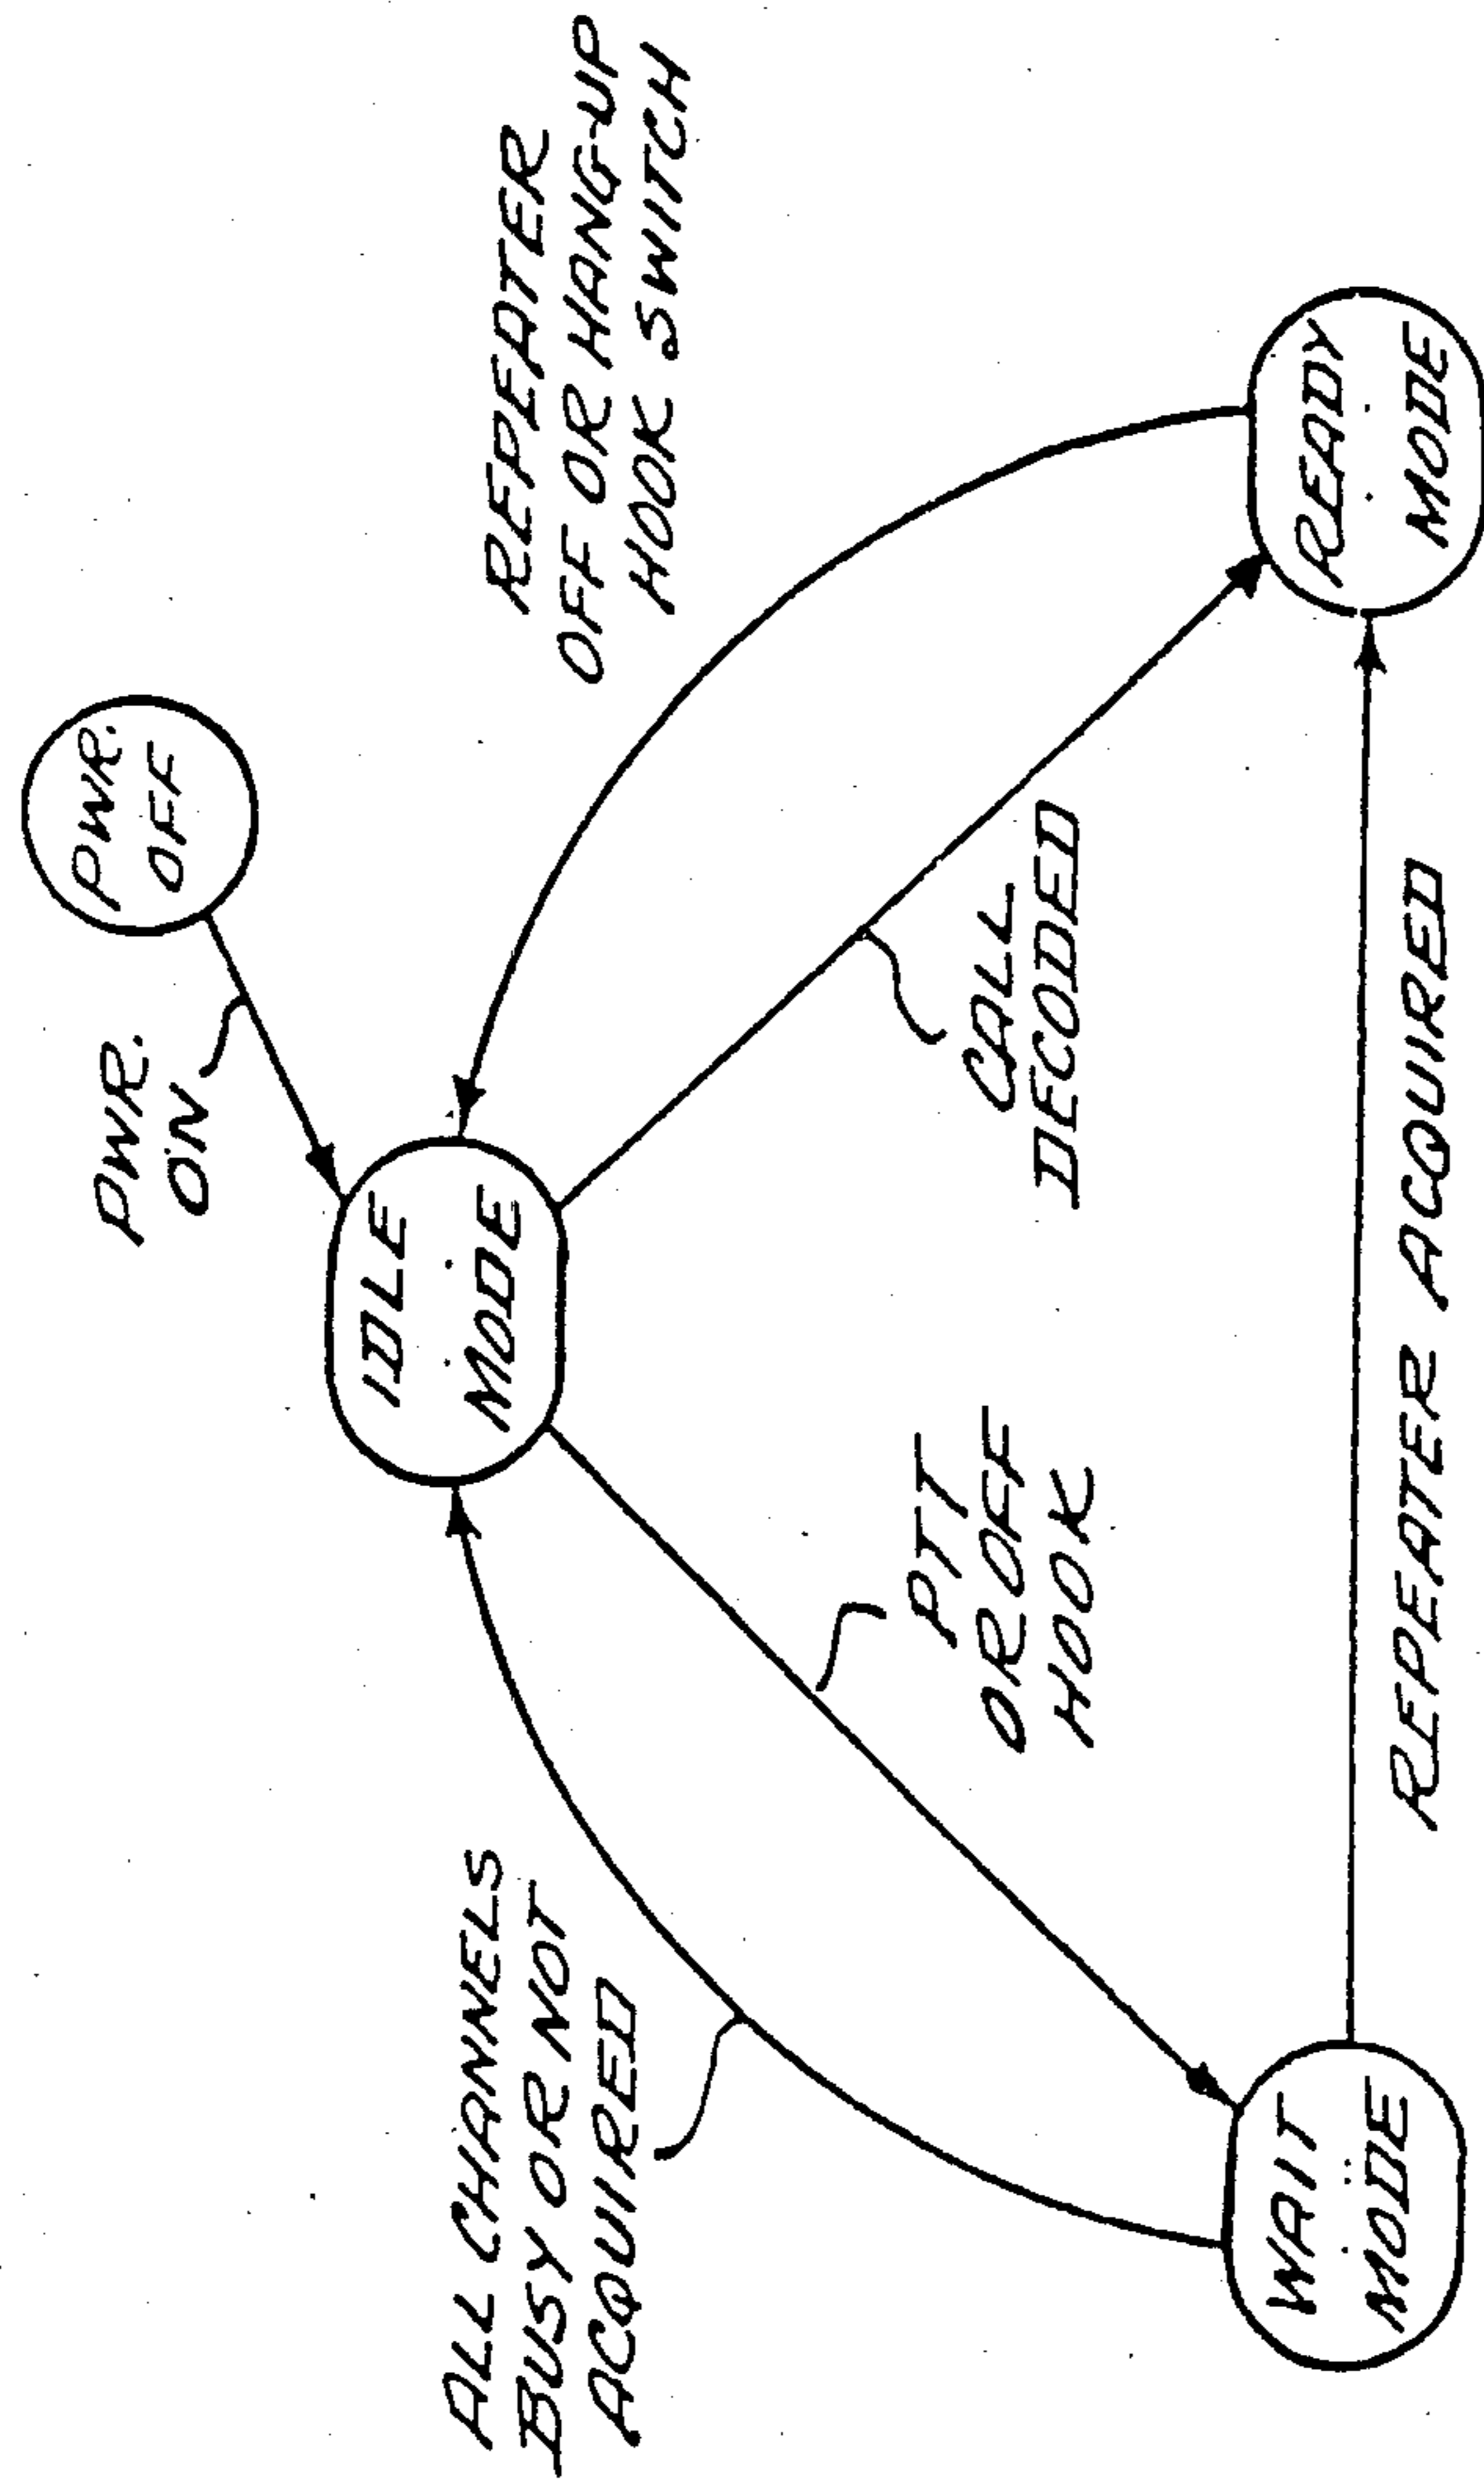 PWR.
OFF
PWR.
ON
IDLE
MODE
REPEATER
OFF OR HANG-UP
HOOK SWITCH
ALL CHANNELS
BUSY OR NOT
ACQUIRED
PTT
OR OFF
HOOK
CALL
DECODED
WAIT
MODE
REPEATER ACQUIRED
READY
MODE